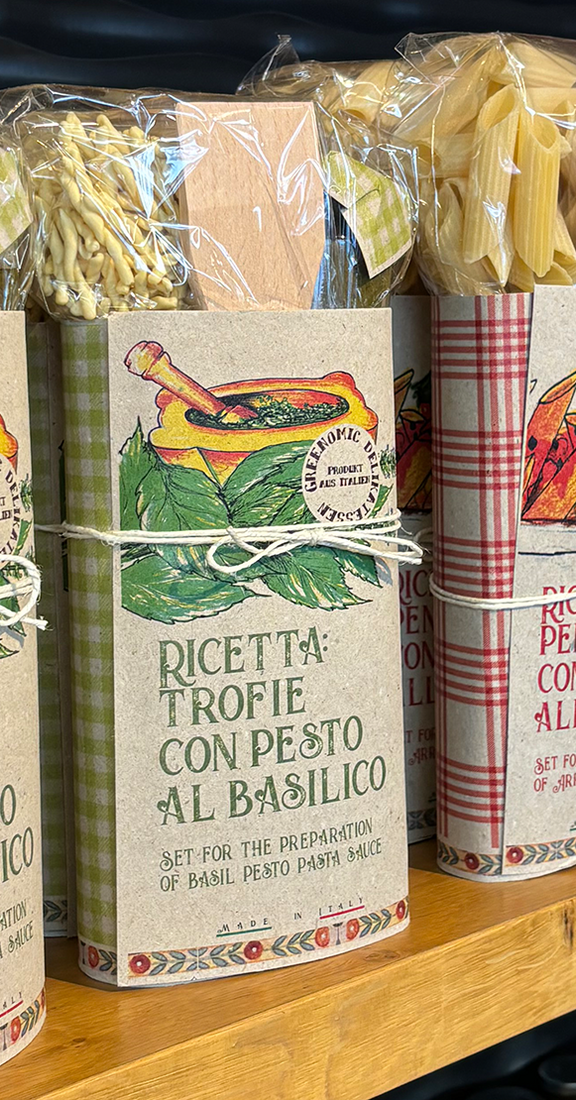 GREENOMIC DELIKATESSEN
PRODUKT
AUS ITALIEN
RICETTA:
TROFIE
CON PESTO
AL BASILICO
SET FOR THE PREPARATION
OF BASIL PESTO PASTA SAUCE
MADE IN ITALY